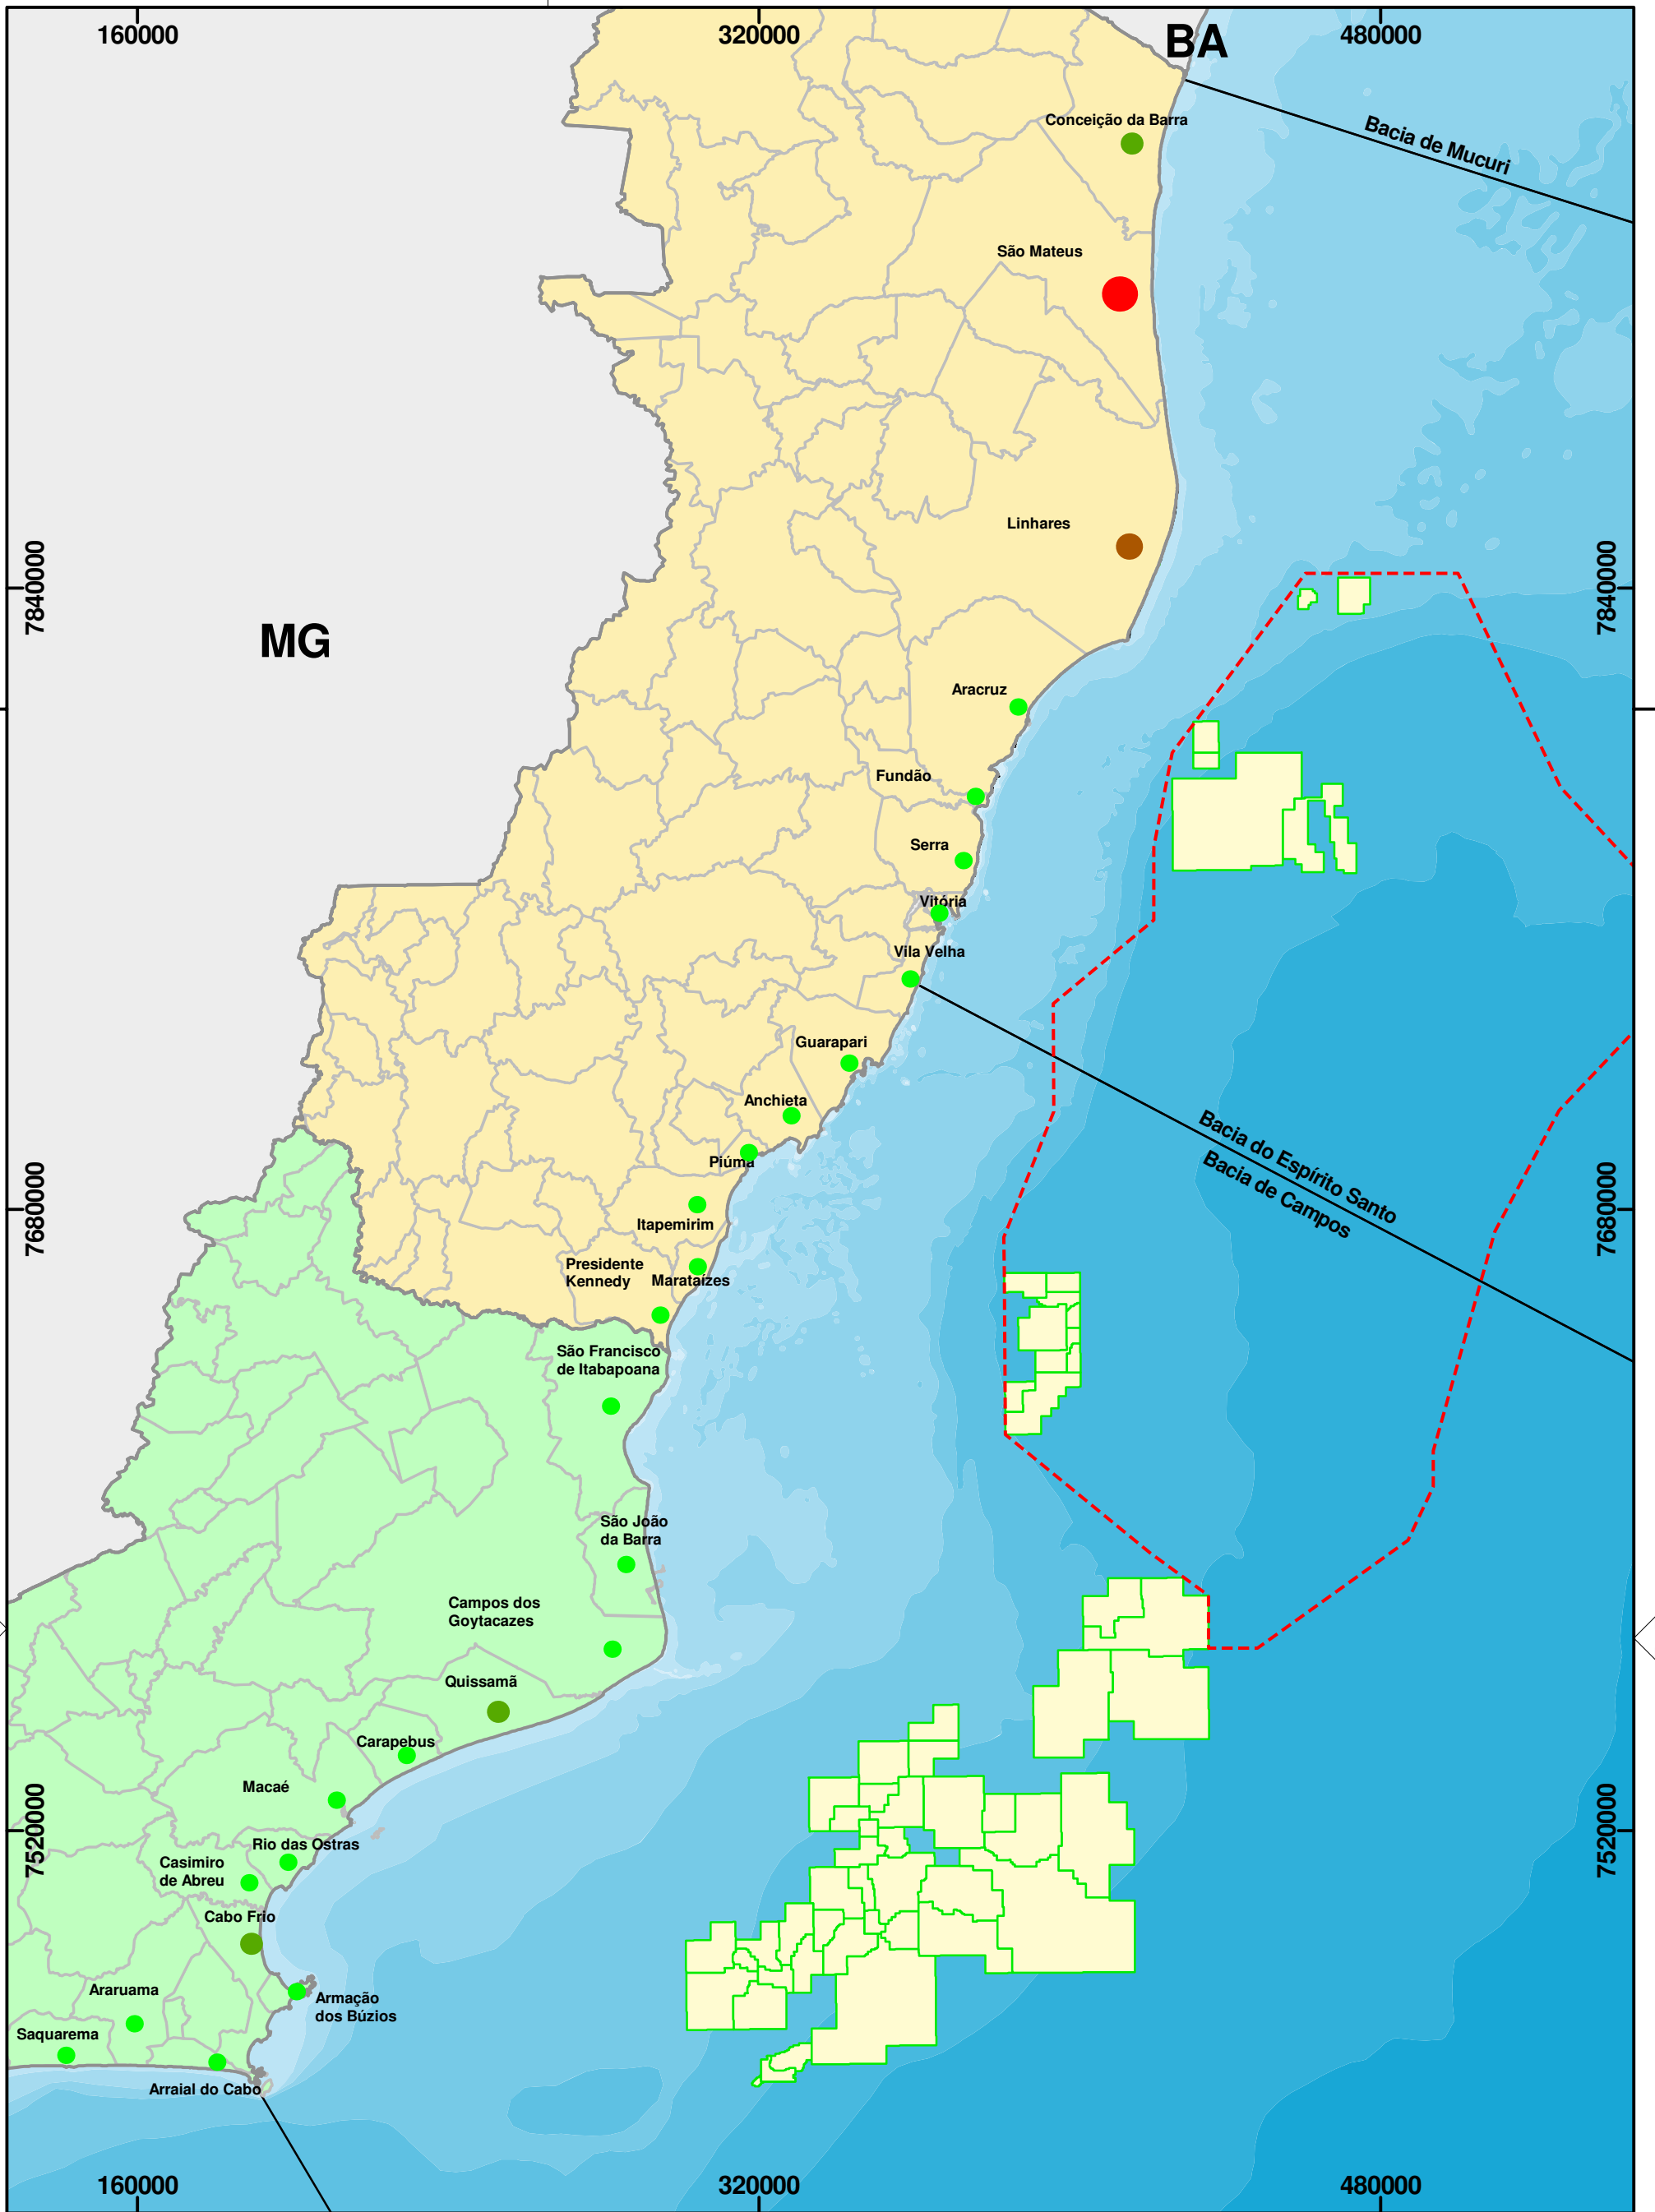 160000
320000
480000
BA
Conceição da Barra
Bacia de Mucuri
São Mateus
Linhares
7840000
7840000
MG
Aracruz
Fundão
Serra
Vitória
Vila Velha
Guarapari
Anchieta
Piúma
Bacia do Espírito Santo
Bacia de Campos
7680000
7680000
Itapemirim
Presidente
Kennedy
Marataízes
São Francisco
de Itabapoana
São João
da Barra
Campos dos
Goytacazes
Quissamã
Carapebus
Macaé
7520000
7520000
Rio das Ostras
Casimiro
de Abreu
Cabo Frio
Araruama
Armação
dos Búzios
Saquarema
Arraial do Cabo
160000
320000
480000